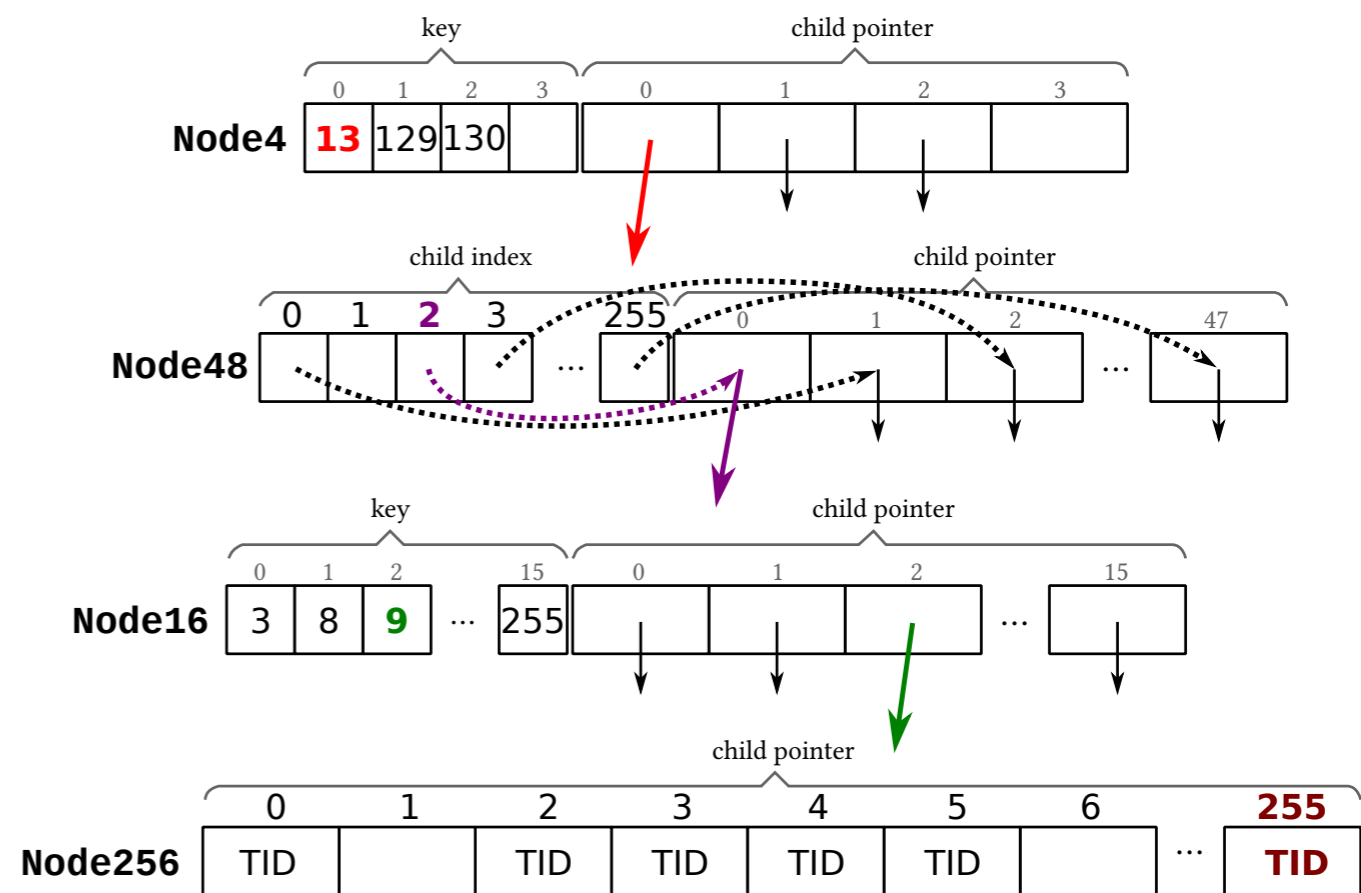 key child pointer
0 1 2 3 0 1 2 3
Node4 13 129 130
child index child pointer
0 1 2 3 255 0 1 2 47
Node48 ... ...
key child pointer
0 1 2 15 0 1 2 15
Node16 3 8 9 ... 255 ...
child pointer
0 1 2 3 4 5 6 255
Node256 TID TID TID TID TID ... TID